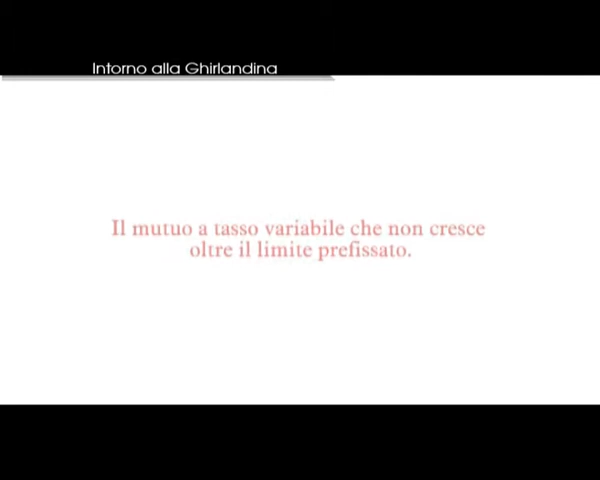 Intorno alla Ghirlandina
Il mutuo a tasso variabile che non cresce
oltre il limite prefissato.